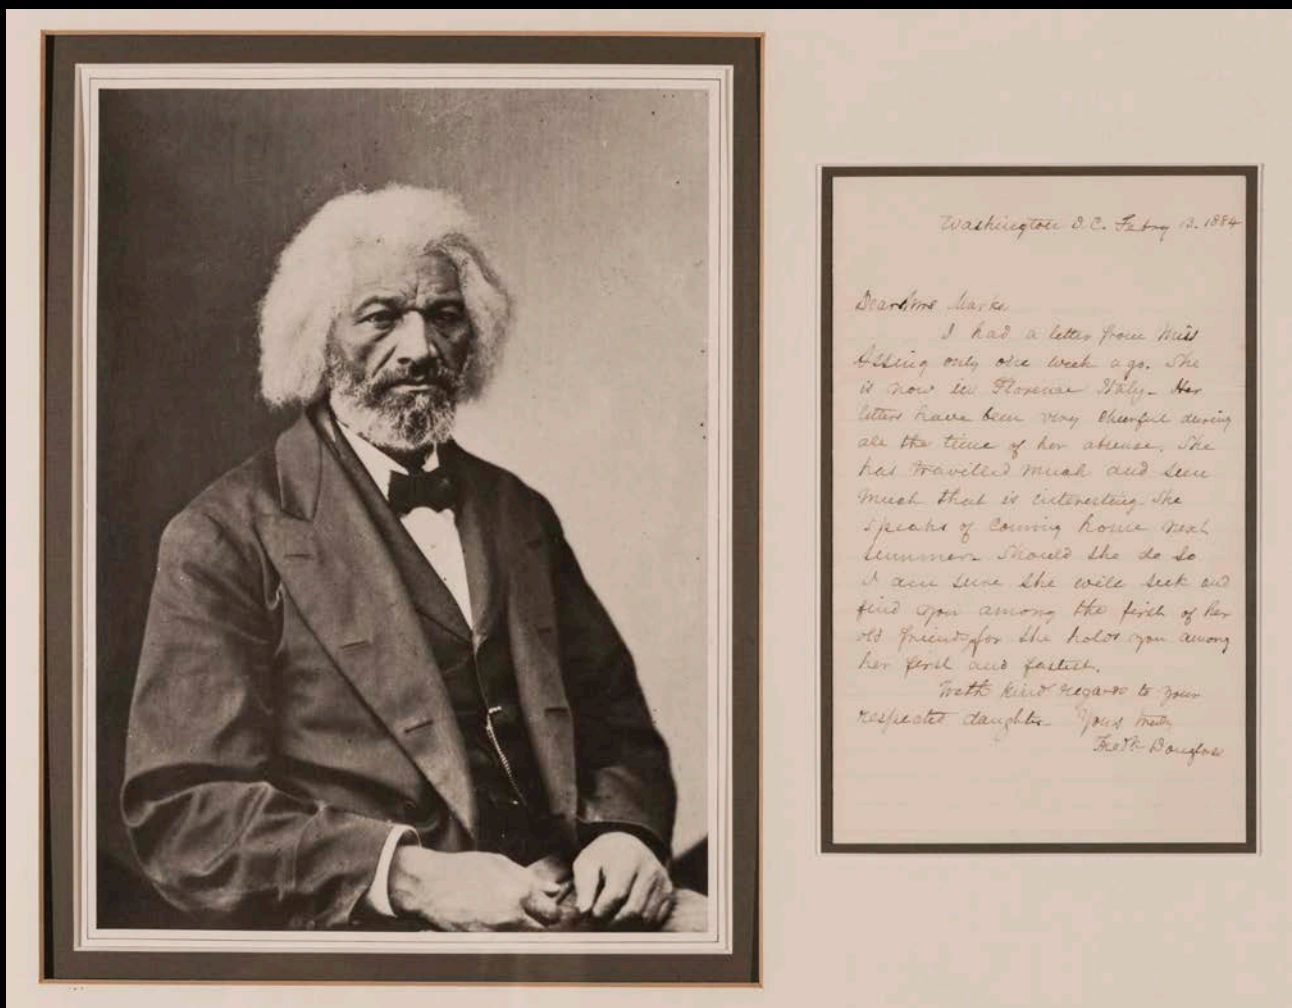 Washington D.C. Febry 13. 1884
Dear Mrs Marks
I had a letter from Miss
Assing only one week ago. She
is now in Florence Italy - Her
letters have been very cheerful during
all the time of her absence. She
has travelled much and seen
much that is interesting She
speaks of coming home next
summer - Should she do so
I am sure she will seek and
find you among the first of her
old friends for she holds you among
her first and fastest.
With kind regards to your
respected daughter - Yours truly
Fredk Douglass